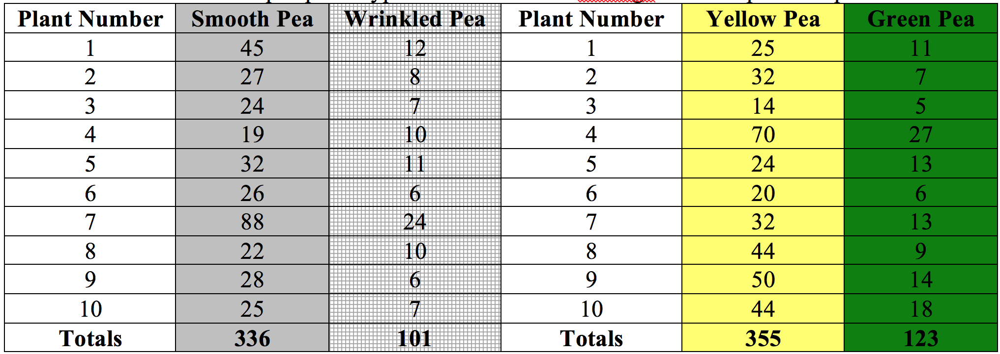 Plant Number Smooth Pea Wrinkled Pea Plant Number Yellow Pea Green Pea
1 45 12 1 25 11
2 27 8 2 32 7
3 24 7 3 14 5
4 19 10 4 70 27
5 32 11 5 24 13
6 26 6 6 20 6
7 88 24 7 32 13
8 22 10 8 44 9
9 28 6 9 50 14
10 25 7 10 44 18
Totals 336 101 Totals 355 123